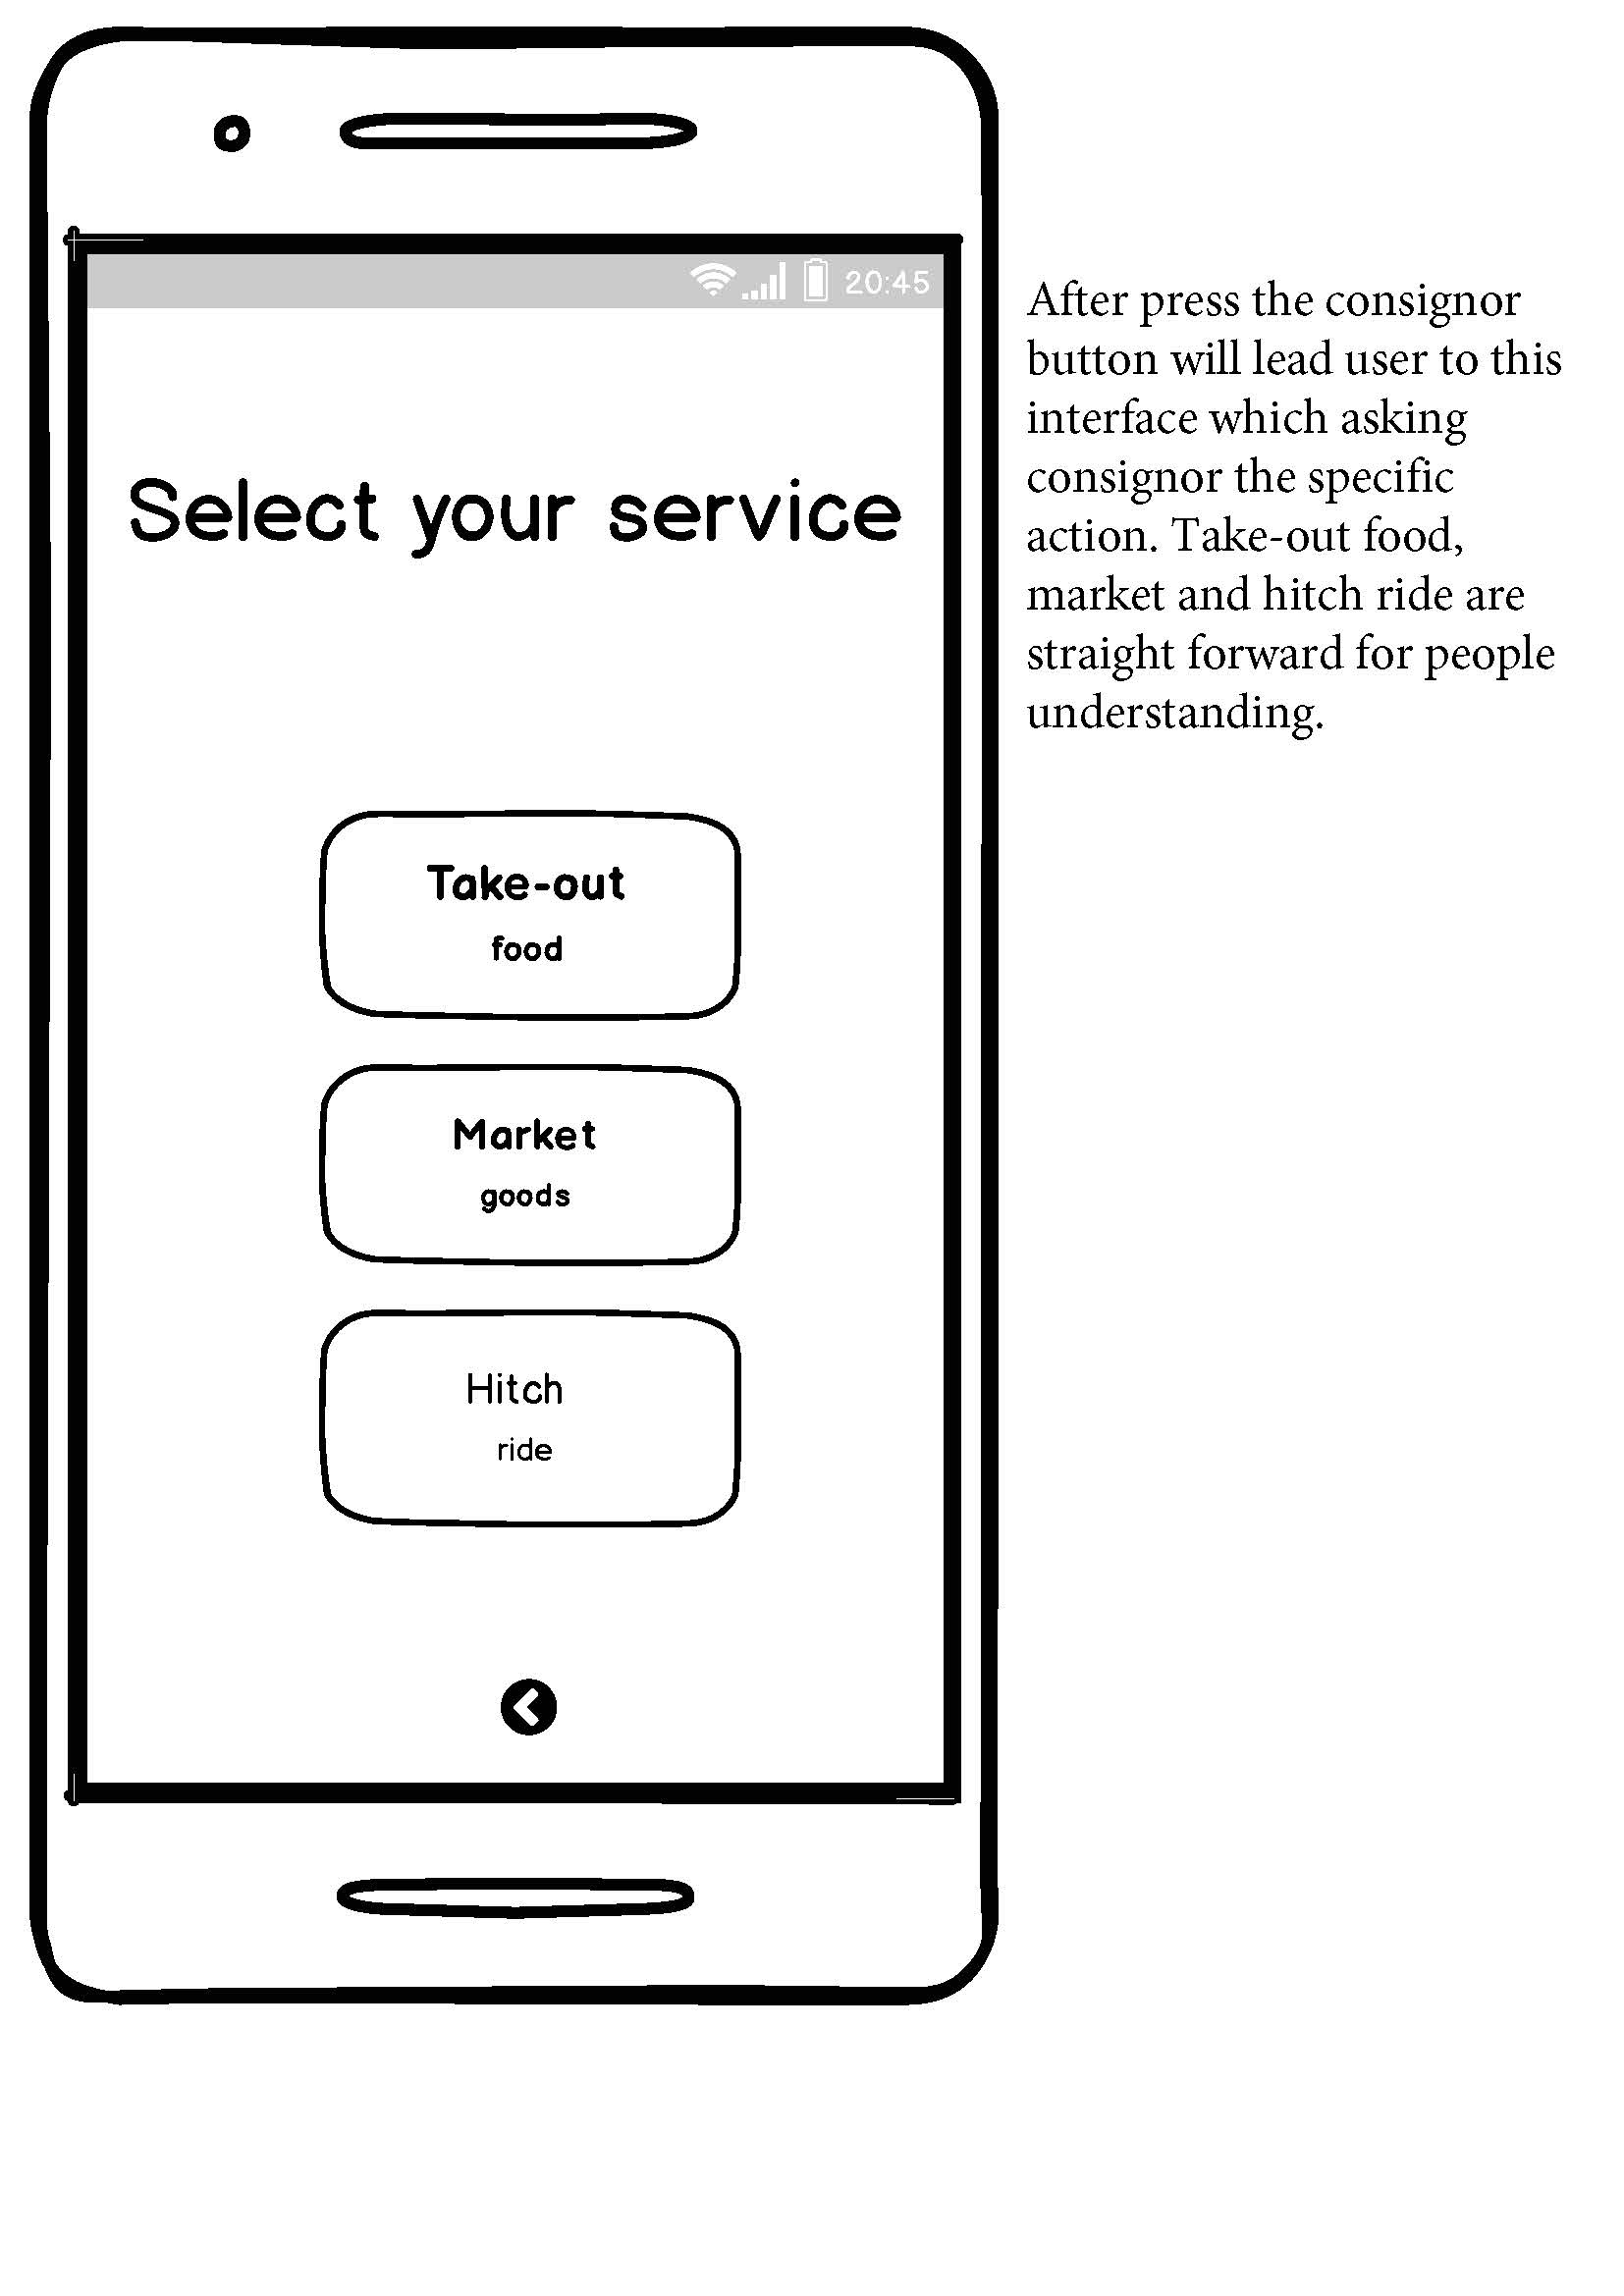 20:45
Select your service
Take-out
food
Market
goods
Hitch
ride
After press the consignor
button will lead user to this
interface which asking
consignor the specific
action. Take-out food,
market and hitch ride are
straight forward for people
understanding.